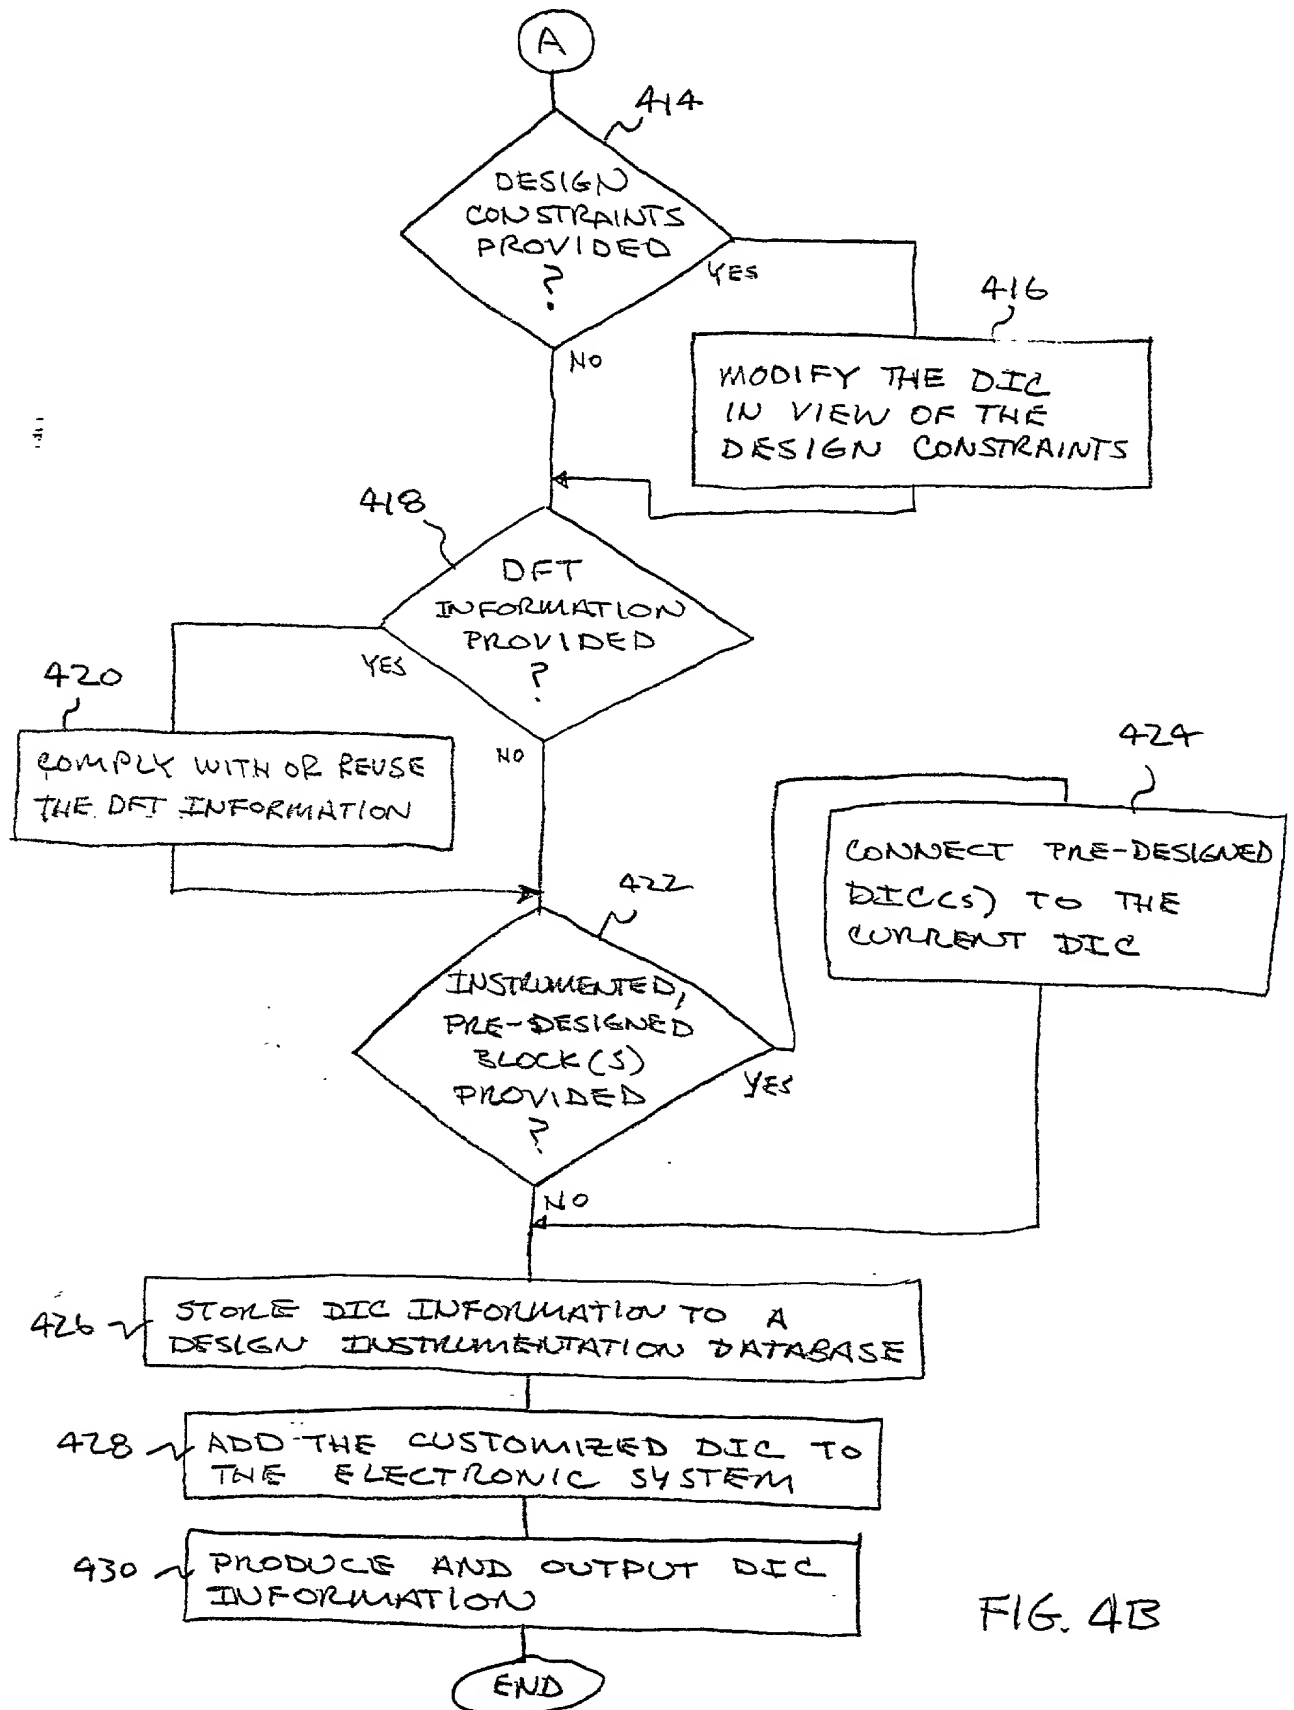 A
414
DESIGN
CONSTRAINTS
PROVIDED
?
YES
NO
416
MODIFY THE DIC
IN VIEW OF THE
DESIGN CONSTRAINTS
418
DFT
INFORMATION
PROVIDED
?
YES
NO
420
COMPLY WITH OR REUSE
THE DFT INFORMATION
422
INSTRUMENTED,
PRE-DESIGNED
BLOCK(S)
PROVIDED
?
YES
NO
424
CONNECT PRE-DESIGNED
DIC(S) TO THE
CURRENT DIC
426
STORE DIC INFORMATION TO A
DESIGN INSTRUMENTATION DATABASE
428
ADD THE CUSTOMIZED DIC TO
THE ELECTRONIC SYSTEM
430
PRODUCE AND OUTPUT DIC
INFORMATION
END
FIG. 4B